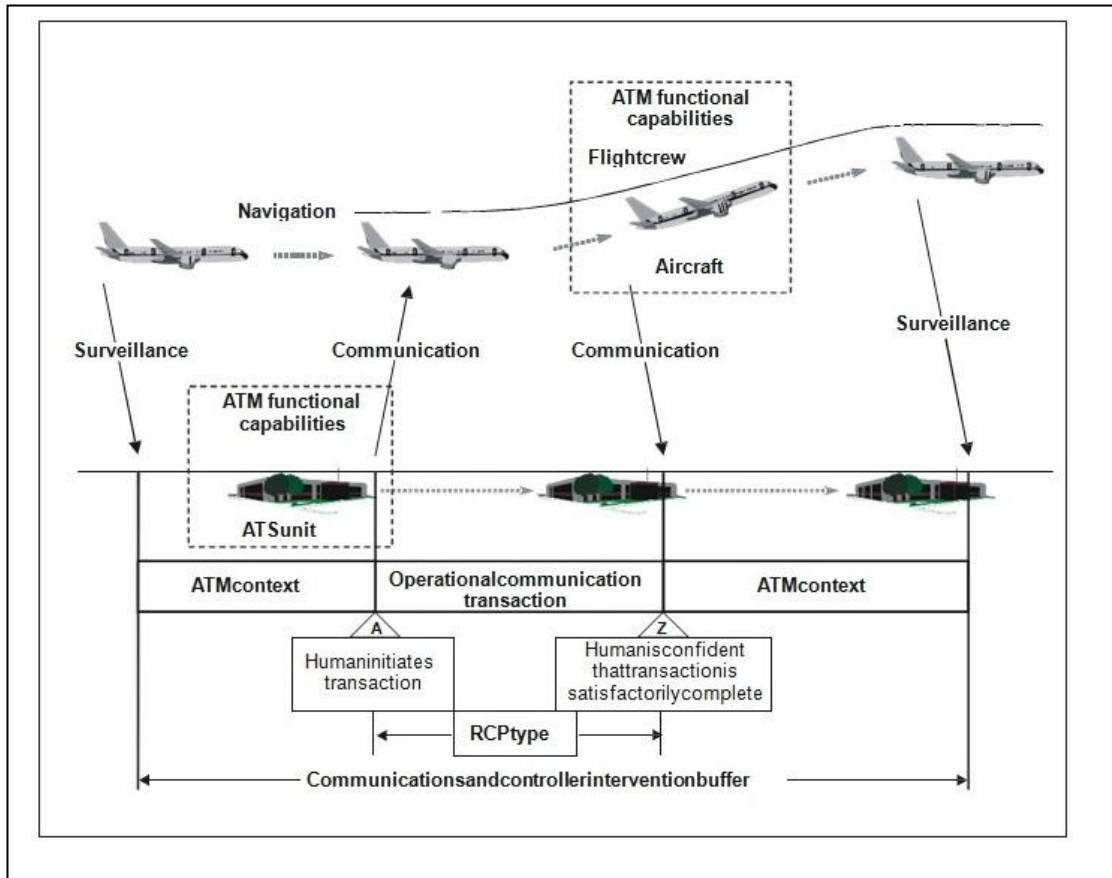 ATM functional
capabilities
Flightcrew
Navigation
Aircraft
Surveillance
Communication
Communication
Surveillance
ATM functional
capabilities
ATSunit
ATMcontext
Operationalcommunication
transaction
ATMcontext
A
Z
Humaninitiates
transaction
Humanisconfident
thattransactionis
satisfactorilycomplete
RCPtype
Communicationsandcontrollerinterventionbuffer